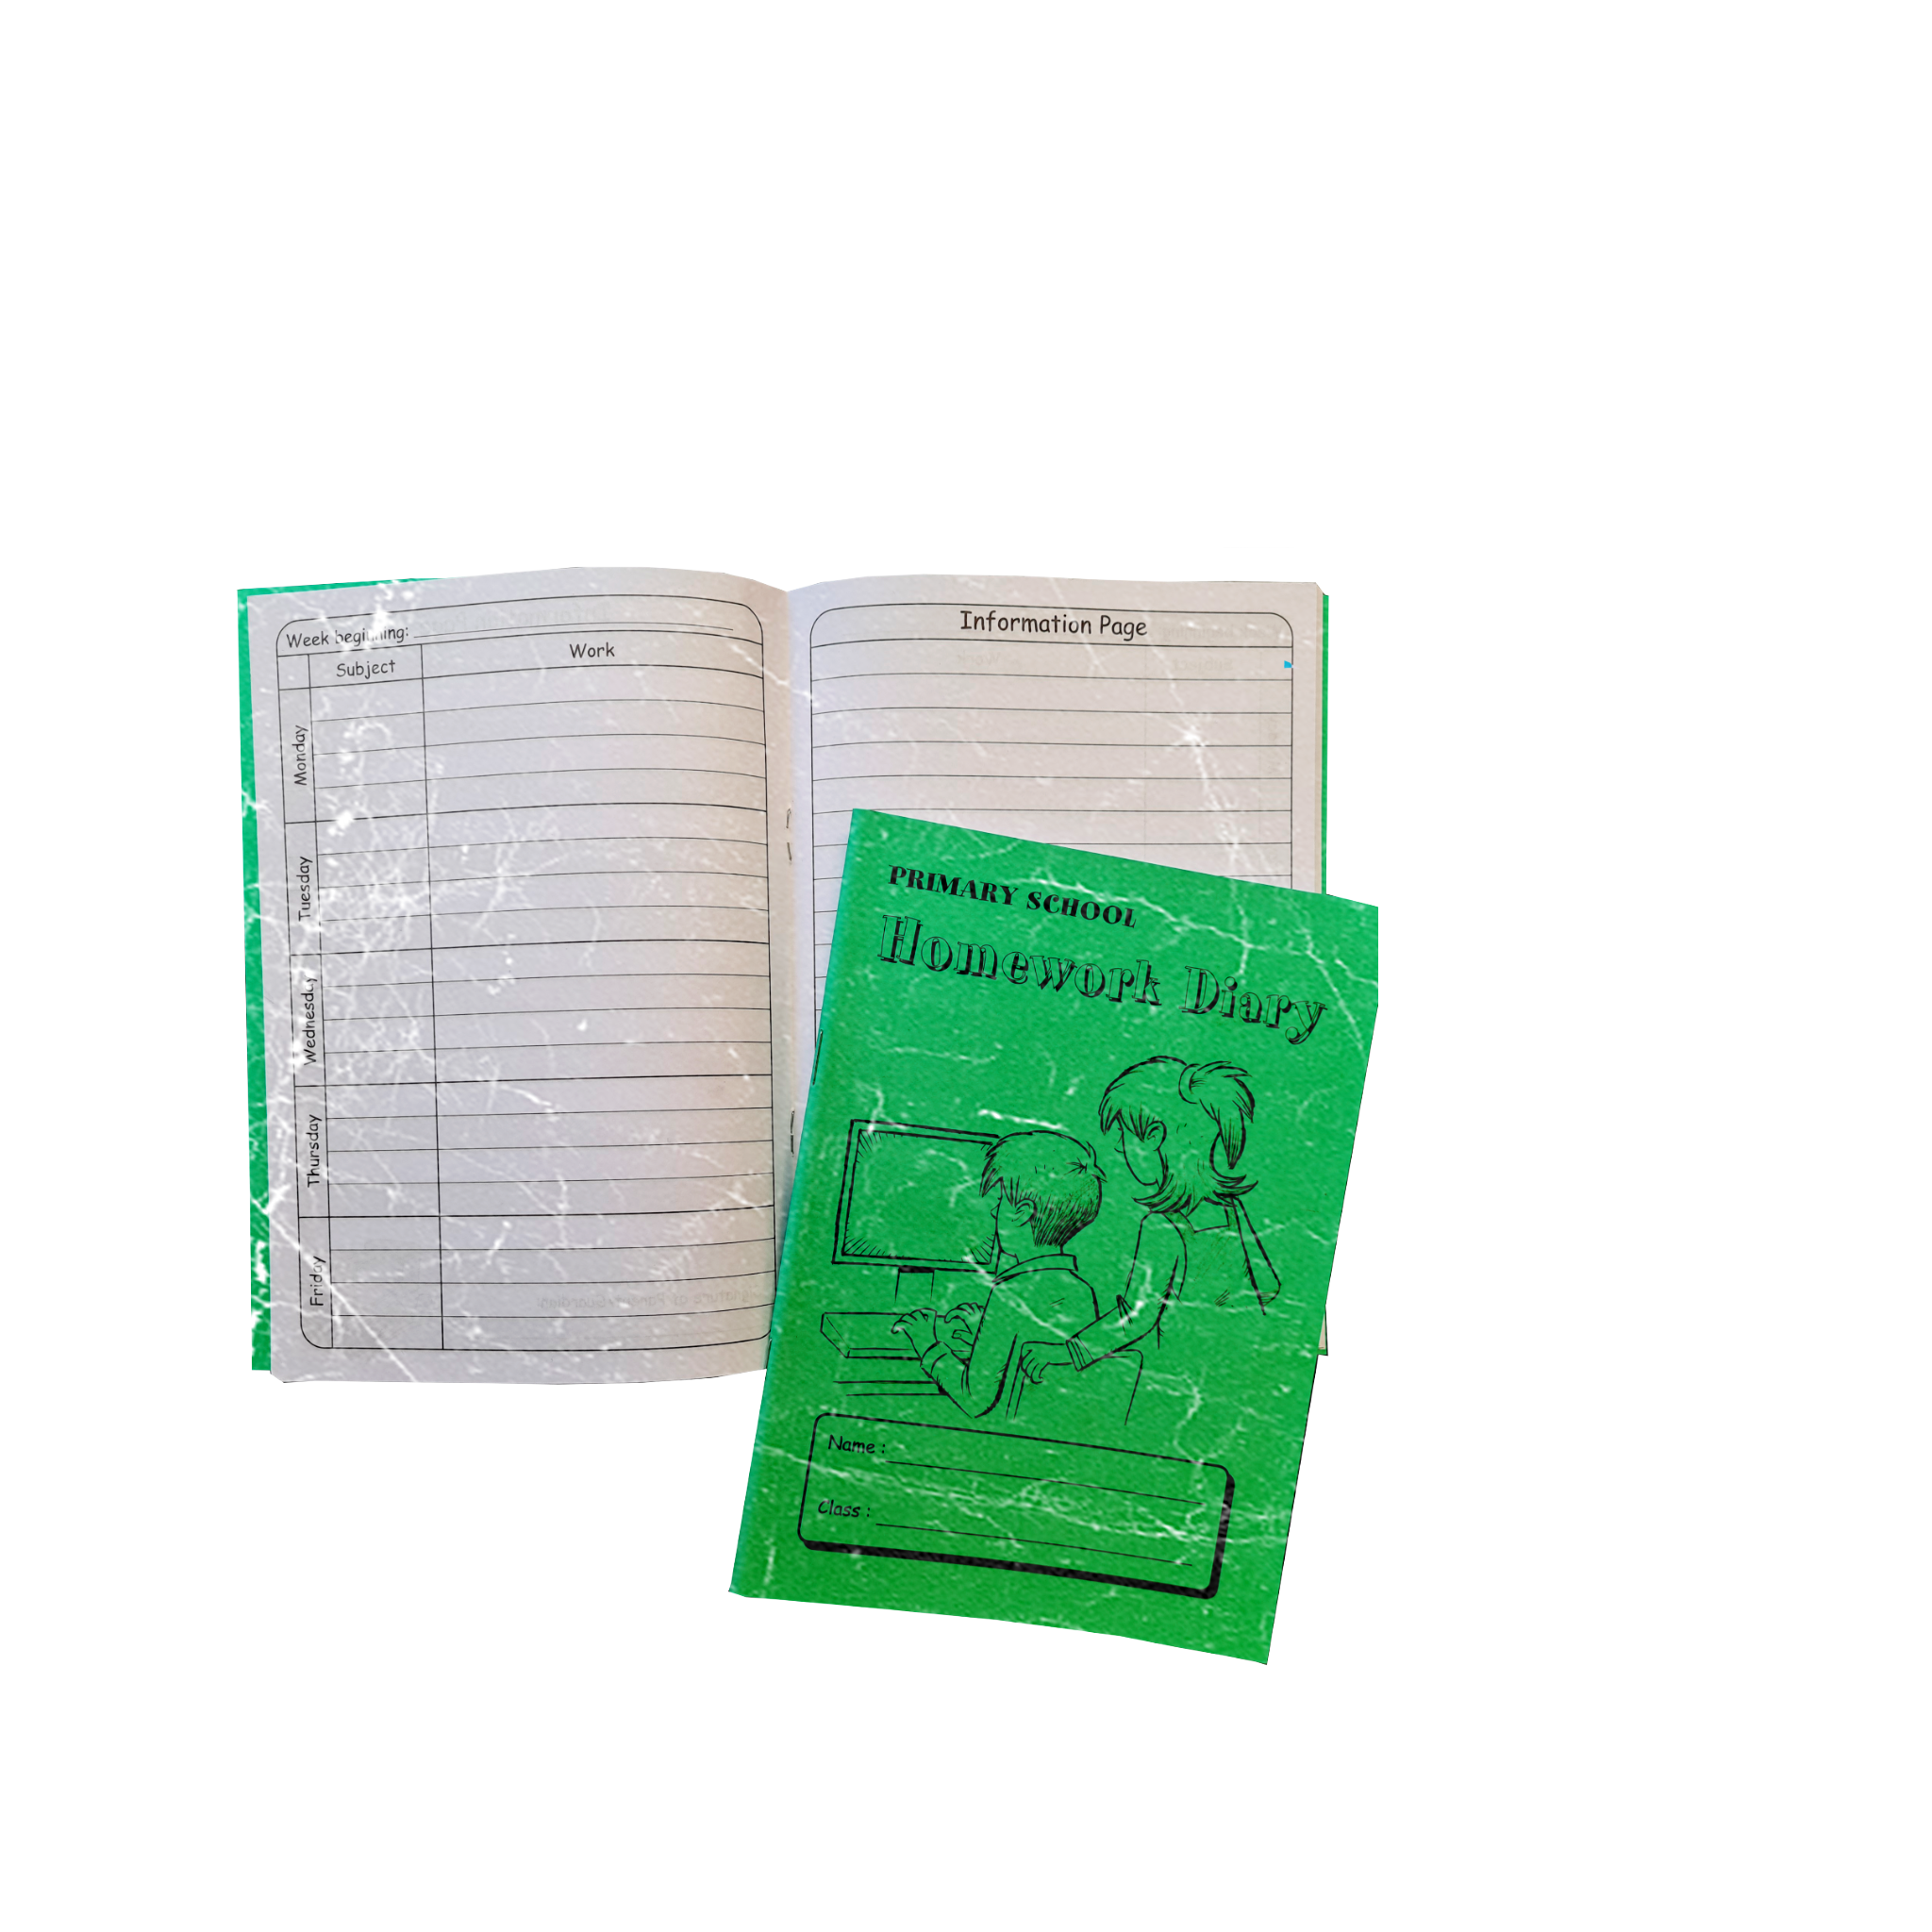 Week beginning:
Subject
Work
Monday
Tuesday
Wednesday
Thursday
Friday
Information Page
PRIMARY SCHOOL
Homework Diary
Name :
Class :